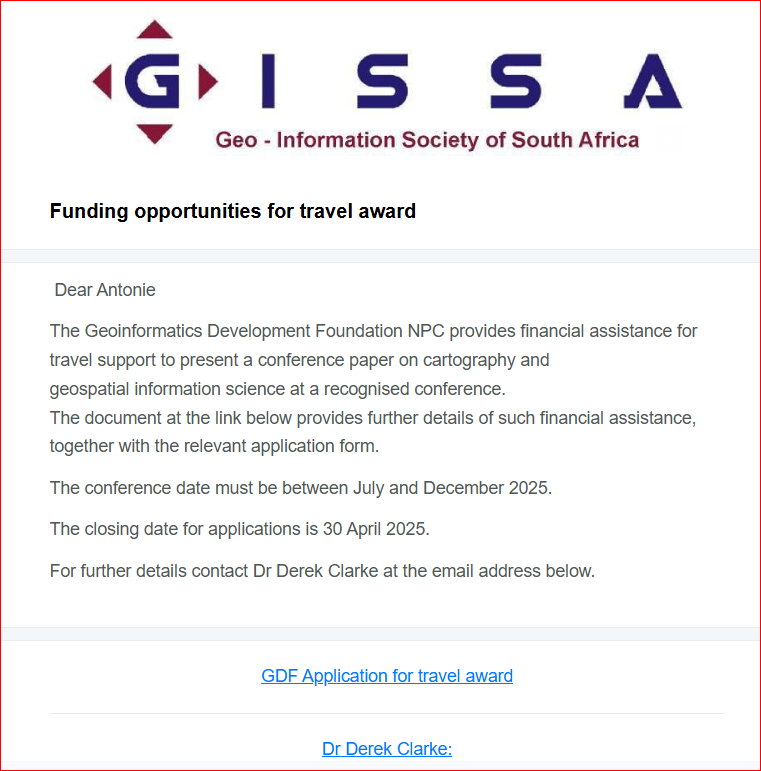 G I S S A
Geo - Information Society of South Africa
Funding opportunities for travel award
Dear Antonie
The Geoinformatics Development Foundation NPC provides financial assistance for
travel support to present a conference paper on cartography and
geospatial information science at a recognised conference.
The document at the link below provides further details of such financial assistance,
together with the relevant application form.
The conference date must be between July and December 2025.
The closing date for applications is 30 April 2025.
For further details contact Dr Derek Clarke at the email address below.
GDF Application for travel award
Dr Derek Clarke: